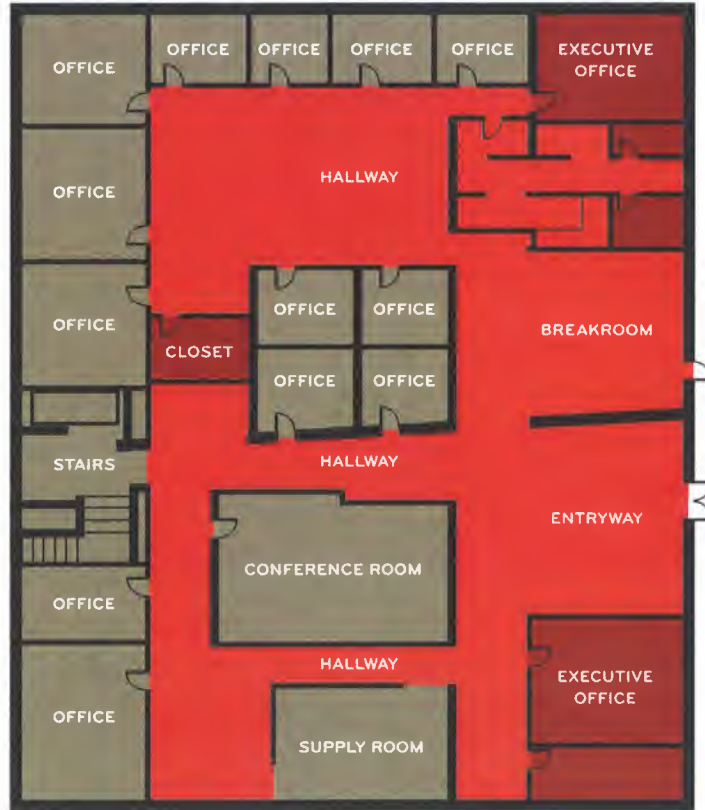 OFFICE
OFFICE
OFFICE
OFFICE
OFFICE
EXECUTIVE
OFFICE
HALLWAY
OFFICE
OFFICE
OFFICE
OFFICE
BREAKROOM
CLOSET
OFFICE
OFFICE
STAIRS
HALLWAY
ENTRYWAY
CONFERENCE ROOM
OFFICE
HALLWAY
EXECUTIVE
OFFICE
OFFICE
SUPPLY ROOM